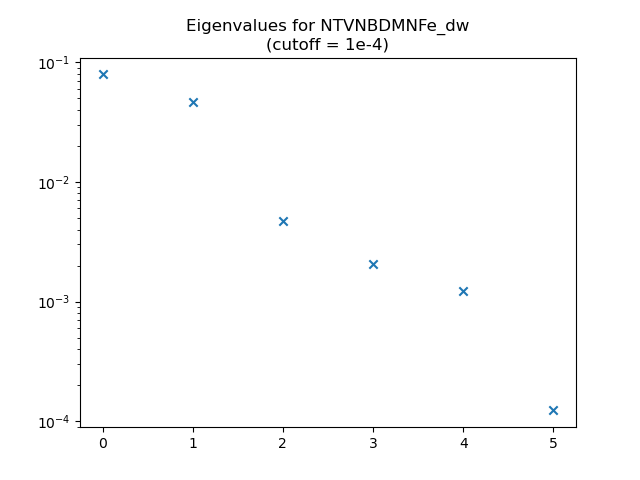 Eigenvalues for NTVNBDMNFe_dw
(cutoff = 1e-4)
10⁻¹
10⁻²
10⁻³
10⁻⁴
0 1 2 3 4 5